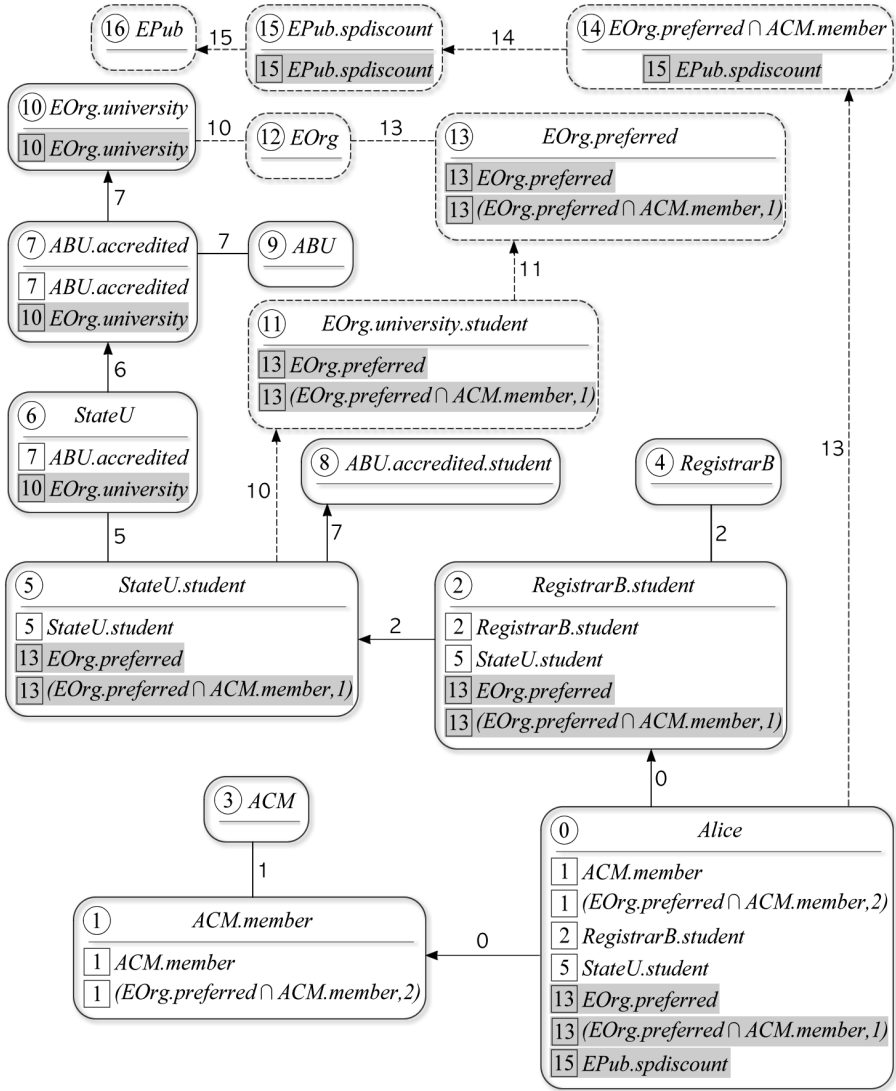 16 EPub
15
15 EPub.spdiscount
15 EPub.spdiscount
14
14 EOrg.preferred ∩ ACM.member
15 EPub.spdiscount
10 EOrg.university
10 EOrg.university
10
12 EOrg
13
13 EOrg.preferred
13 EOrg.preferred
13 (EOrg.preferred ∩ ACM.member,1)
7
7 ABU.accredited
7 ABU.accredited
10 EOrg.university
7
9 ABU
11
11 EOrg.university.student
13 EOrg.preferred
13 (EOrg.preferred ∩ ACM.member,1)
6
6 StateU
7 ABU.accredited
10 EOrg.university
13
8 ABU.accredited.student
4 RegistrarB
5
10
7
2
5 StateU.student
5 StateU.student
13 EOrg.preferred
13 (EOrg.preferred ∩ ACM.member,1)
2
2 RegistrarB.student
2 RegistrarB.student
5 StateU.student
13 EOrg.preferred
13 (EOrg.preferred ∩ ACM.member,1)
0
3 ACM
1
1 ACM.member
1 ACM.member
1 (EOrg.preferred ∩ ACM.member,2)
0
0 Alice
1 ACM.member
1 (EOrg.preferred ∩ ACM.member,2)
2 RegistrarB.student
5 StateU.student
13 EOrg.preferred
13 (EOrg.preferred ∩ ACM.member,1)
15 EPub.spdiscount